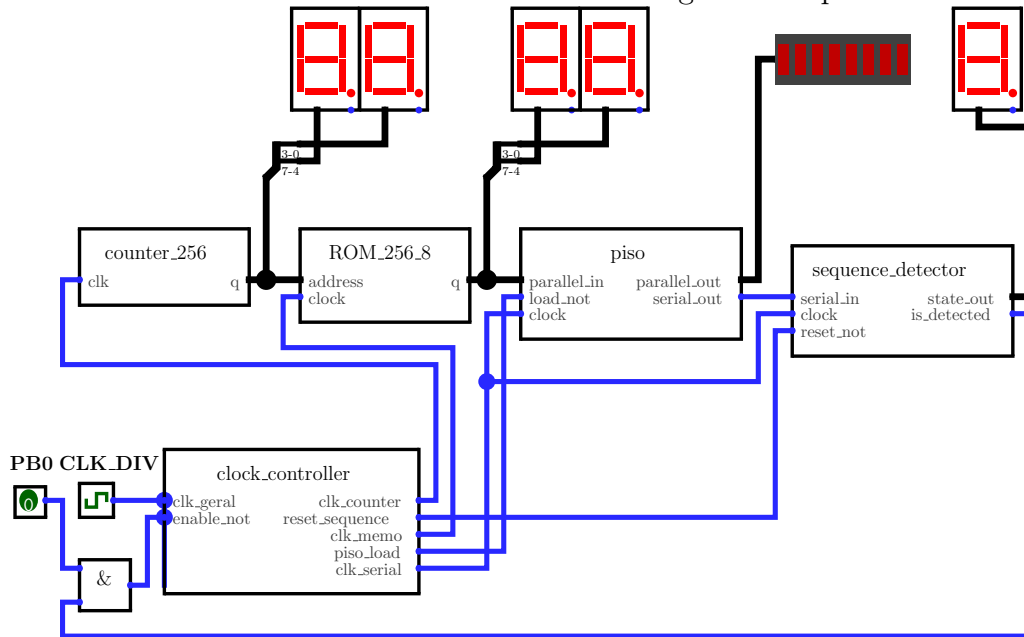 3-0
7-4
3-0
7-4
counter_256
clk
q
ROM_256_8
address
clock
q
piso
parallel_in
load_not
clock
parallel_out
serial_out
sequence_detector
serial_in
clock
reset_not
state_out
is_detected
PB0 CLK_DIV
0
clock_controller
clk_geral
enable_not
clk_counter
reset_sequence
clk_memo
piso_load
clk_serial
&